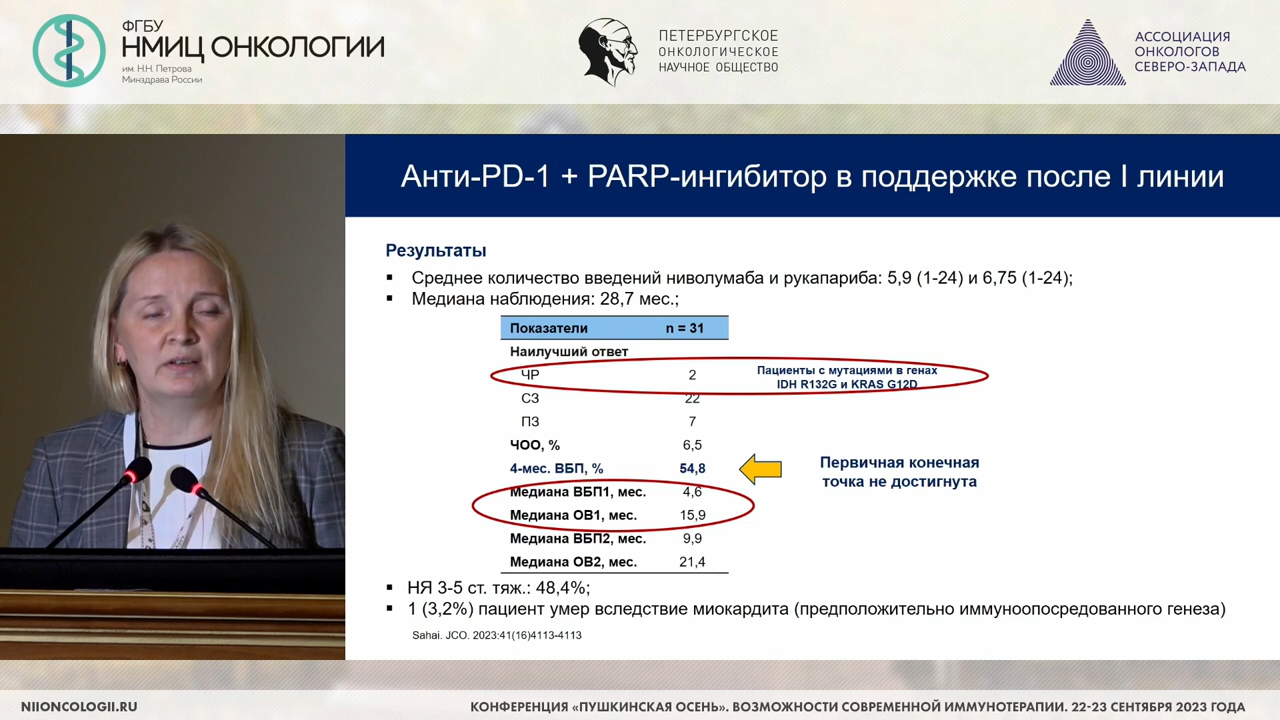 ФГБУ
НМИЦ ОНКОЛОГИИ
им. Н.Н. Петрова
Минздрава России
ПЕТЕРБУРГСКОЕ
ОНКОЛОГИЧЕСКОЕ
НАУЧНОЕ ОБЩЕСТВО
АССОЦИАЦИЯ
ОНКОЛОГОВ
СЕВЕРО-ЗАПАДА
Анти-PD-1 + PARP-ингибитор в поддержке после I линии
Результаты
▪ Среднее количество введений ниволумаба и рукапариба: 5,9 (1-24) и 6,75 (1-24);
▪ Медиана наблюдения: 28,7 мес.;
Показатели n = 31
Наилучший ответ
ЧР 2 Пациенты с мутациями в генах
IDH R132G и KRAS G12D
СЗ 22
ПЗ 7
ЧОО, % 6,5
4-мес. ВБП, % 54,8
Первичная конечная
точка не достигнута
Медиана ВБП1, мес. 4,6
Медиана ОВ1, мес. 15,9
Медиана ВБП2, мес. 9,9
Медиана ОВ2, мес. 21,4
▪ НЯ 3-5 ст. тяж.: 48,4%;
▪ 1 (3,2%) пациент умер вследствие миокардита (предположительно иммуноопосредованного генеза)
Sahai. JCO. 2023:41(16)4113-4113
NIIONCOLOGII.RU
КОНФЕРЕНЦИЯ «ПУШКИНСКАЯ ОСЕНЬ». ВОЗМОЖНОСТИ СОВРЕМЕННОЙ ИММУНОТЕРАПИИ. 22-23 СЕНТЯБРЯ 2023 ГОДА